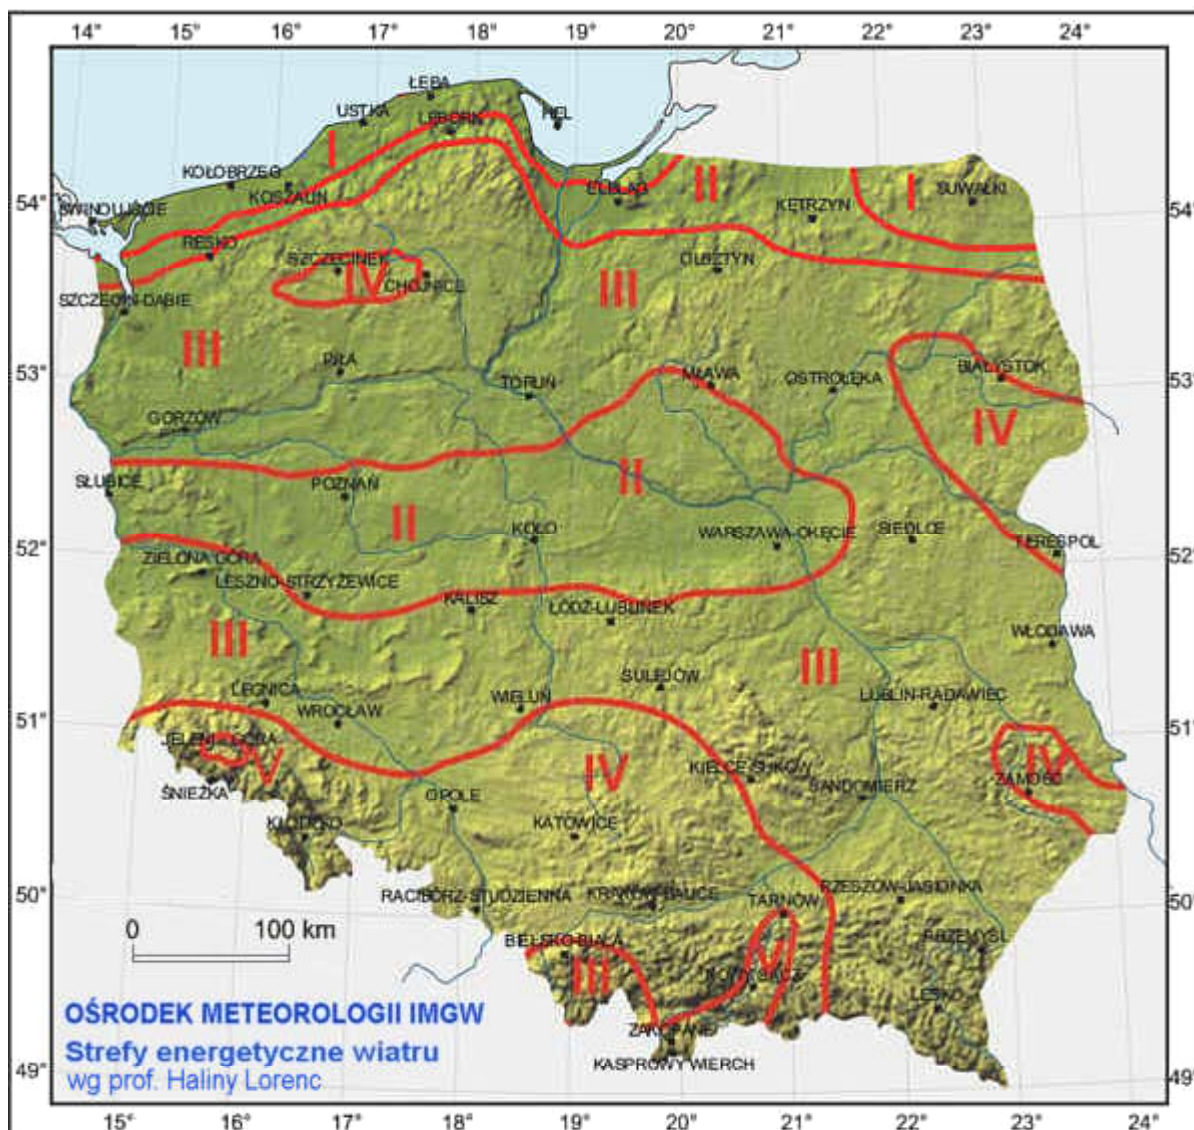 14° 15° 16° 17° 18° 19° 20° 21° 22° 23° 24°
ŁEBA
USTKA
HEL
LĘBORK
I
KOŁOBRZEG
KOSZALIN
ELBLĄG
II
I
SUWAŁKI
54°
54°
KĘTRZYN
ŚWINOUJŚCIE
RESKO
SZCZECINEK
OLSZTYN
IV
CHOJNICE
III
SZCZECIN-DĄBIE
III
PIŁA
MŁAWA
OSTROŁĘKA
BIAŁYSTOK
53°
53°
TORUŃ
GORZÓW
IV
SŁUBICE
POZNAŃ
II
II
KOŁO
WARSZAWA-OKĘCIE
SIEDLCE
TERESPOL
52°
52°
ZIELONA GÓRA
LESZNO-STRZYŻEWICE
KALISZ
ŁÓDŹ-LUBLINEK
WŁODAWA
III
III
SULEJÓW
LEGNICA
WIELUŃ
LUBLIN-RADAWIEC
51°
51°
WROCŁAW
JELENIA GÓRA
V
IV
KIELCE-SUKÓW
IV
ZAMOŚĆ
ŚNIEŻKA
OPOLE
SANDOMIERZ
KŁODZKO
KATOWICE
50°
50°
RACIBÓRZ-STUDZIENNA
KRAKÓW-BALICE
TARNÓW
RZESZÓW-JASIONKA
0 100 km
BIELSKO-BIAŁA
V
PRZEMYŚL
III
NOWY SĄCZ
LESKO
OŚRODEK METEOROLOGII IMGW
ZAKOPANE
Strefy energetyczne wiatru
KASPROWY WIERCH
wg prof. Haliny Lorenc
49°
49°
15° 16° 17° 18° 19° 20° 21° 22° 23° 24°